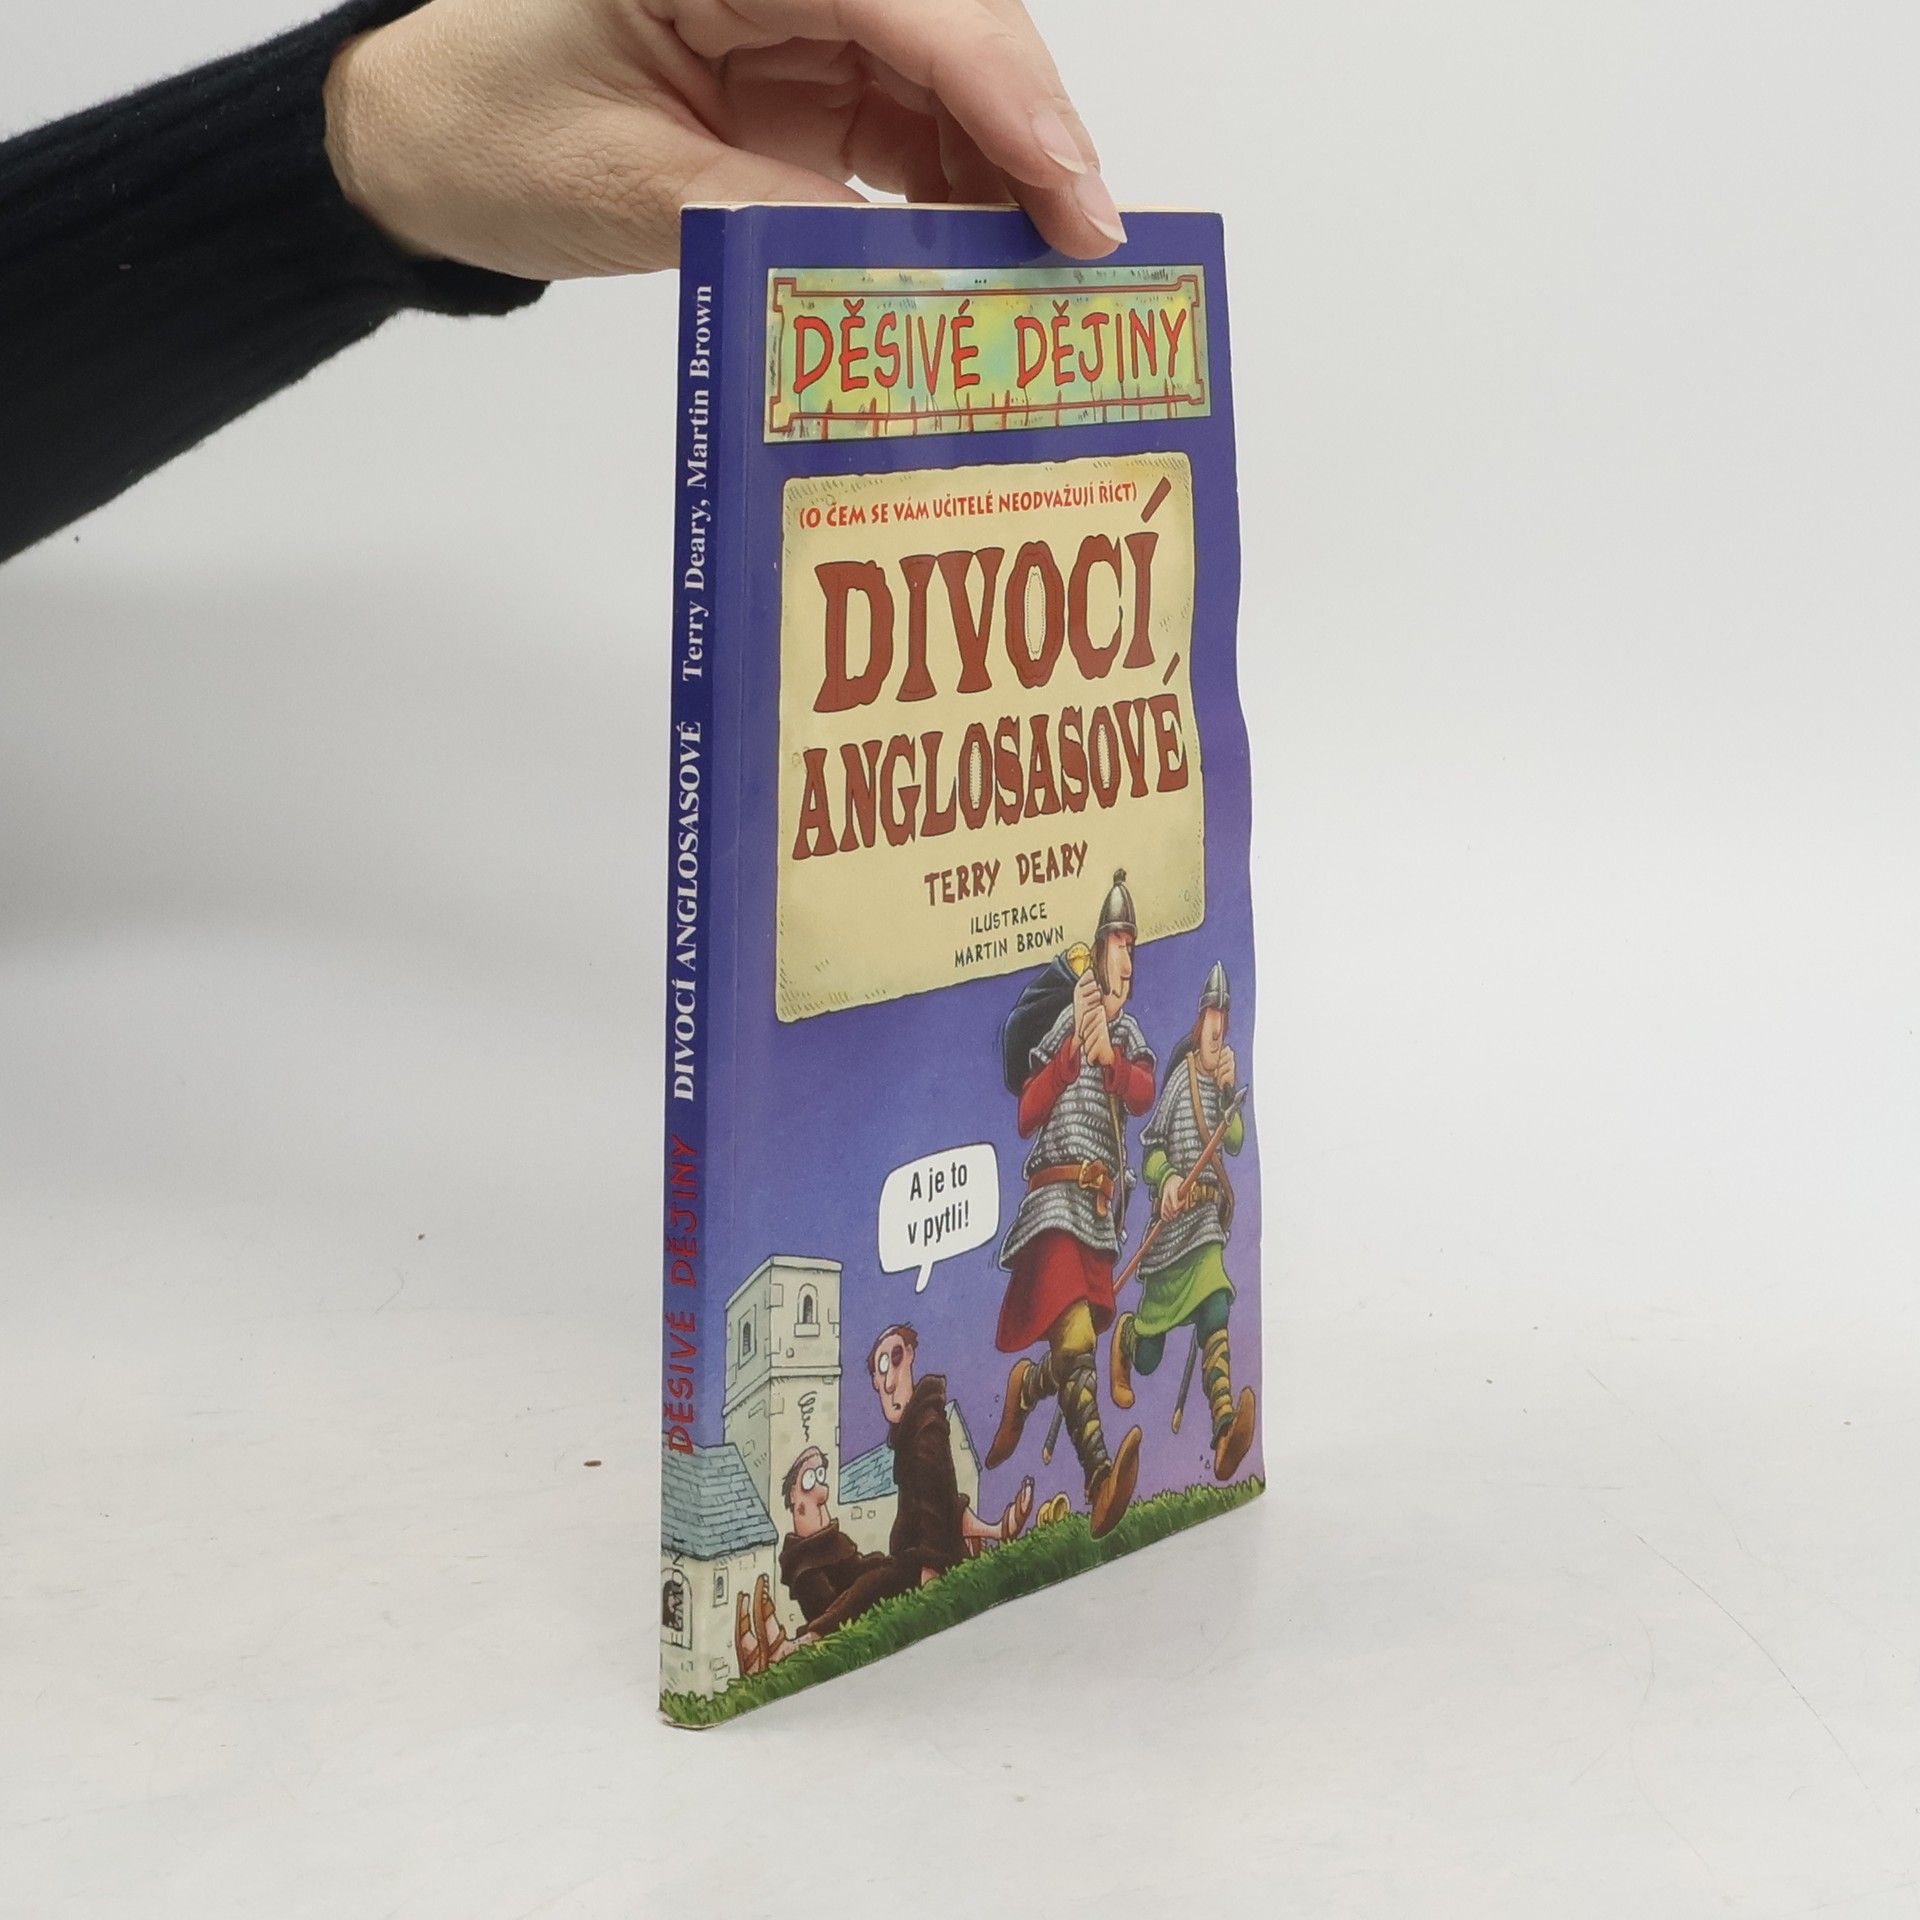 DĚSIVÉ DĚJINY
(O ČEM SE VÁM UČITELÉ NEODVAŽUJÍ ŘÍCT)
DIVOCÍ
ANGLOSASOVÉ
TERRY DEARY
ILUSTRACE
MARTIN BROWN
A je to
v pytli!
DĚSIVÉ DĚJINY DIVOCÍ ANGLOSASOVÉ Terry Deary, Martin Brown
EGMONT